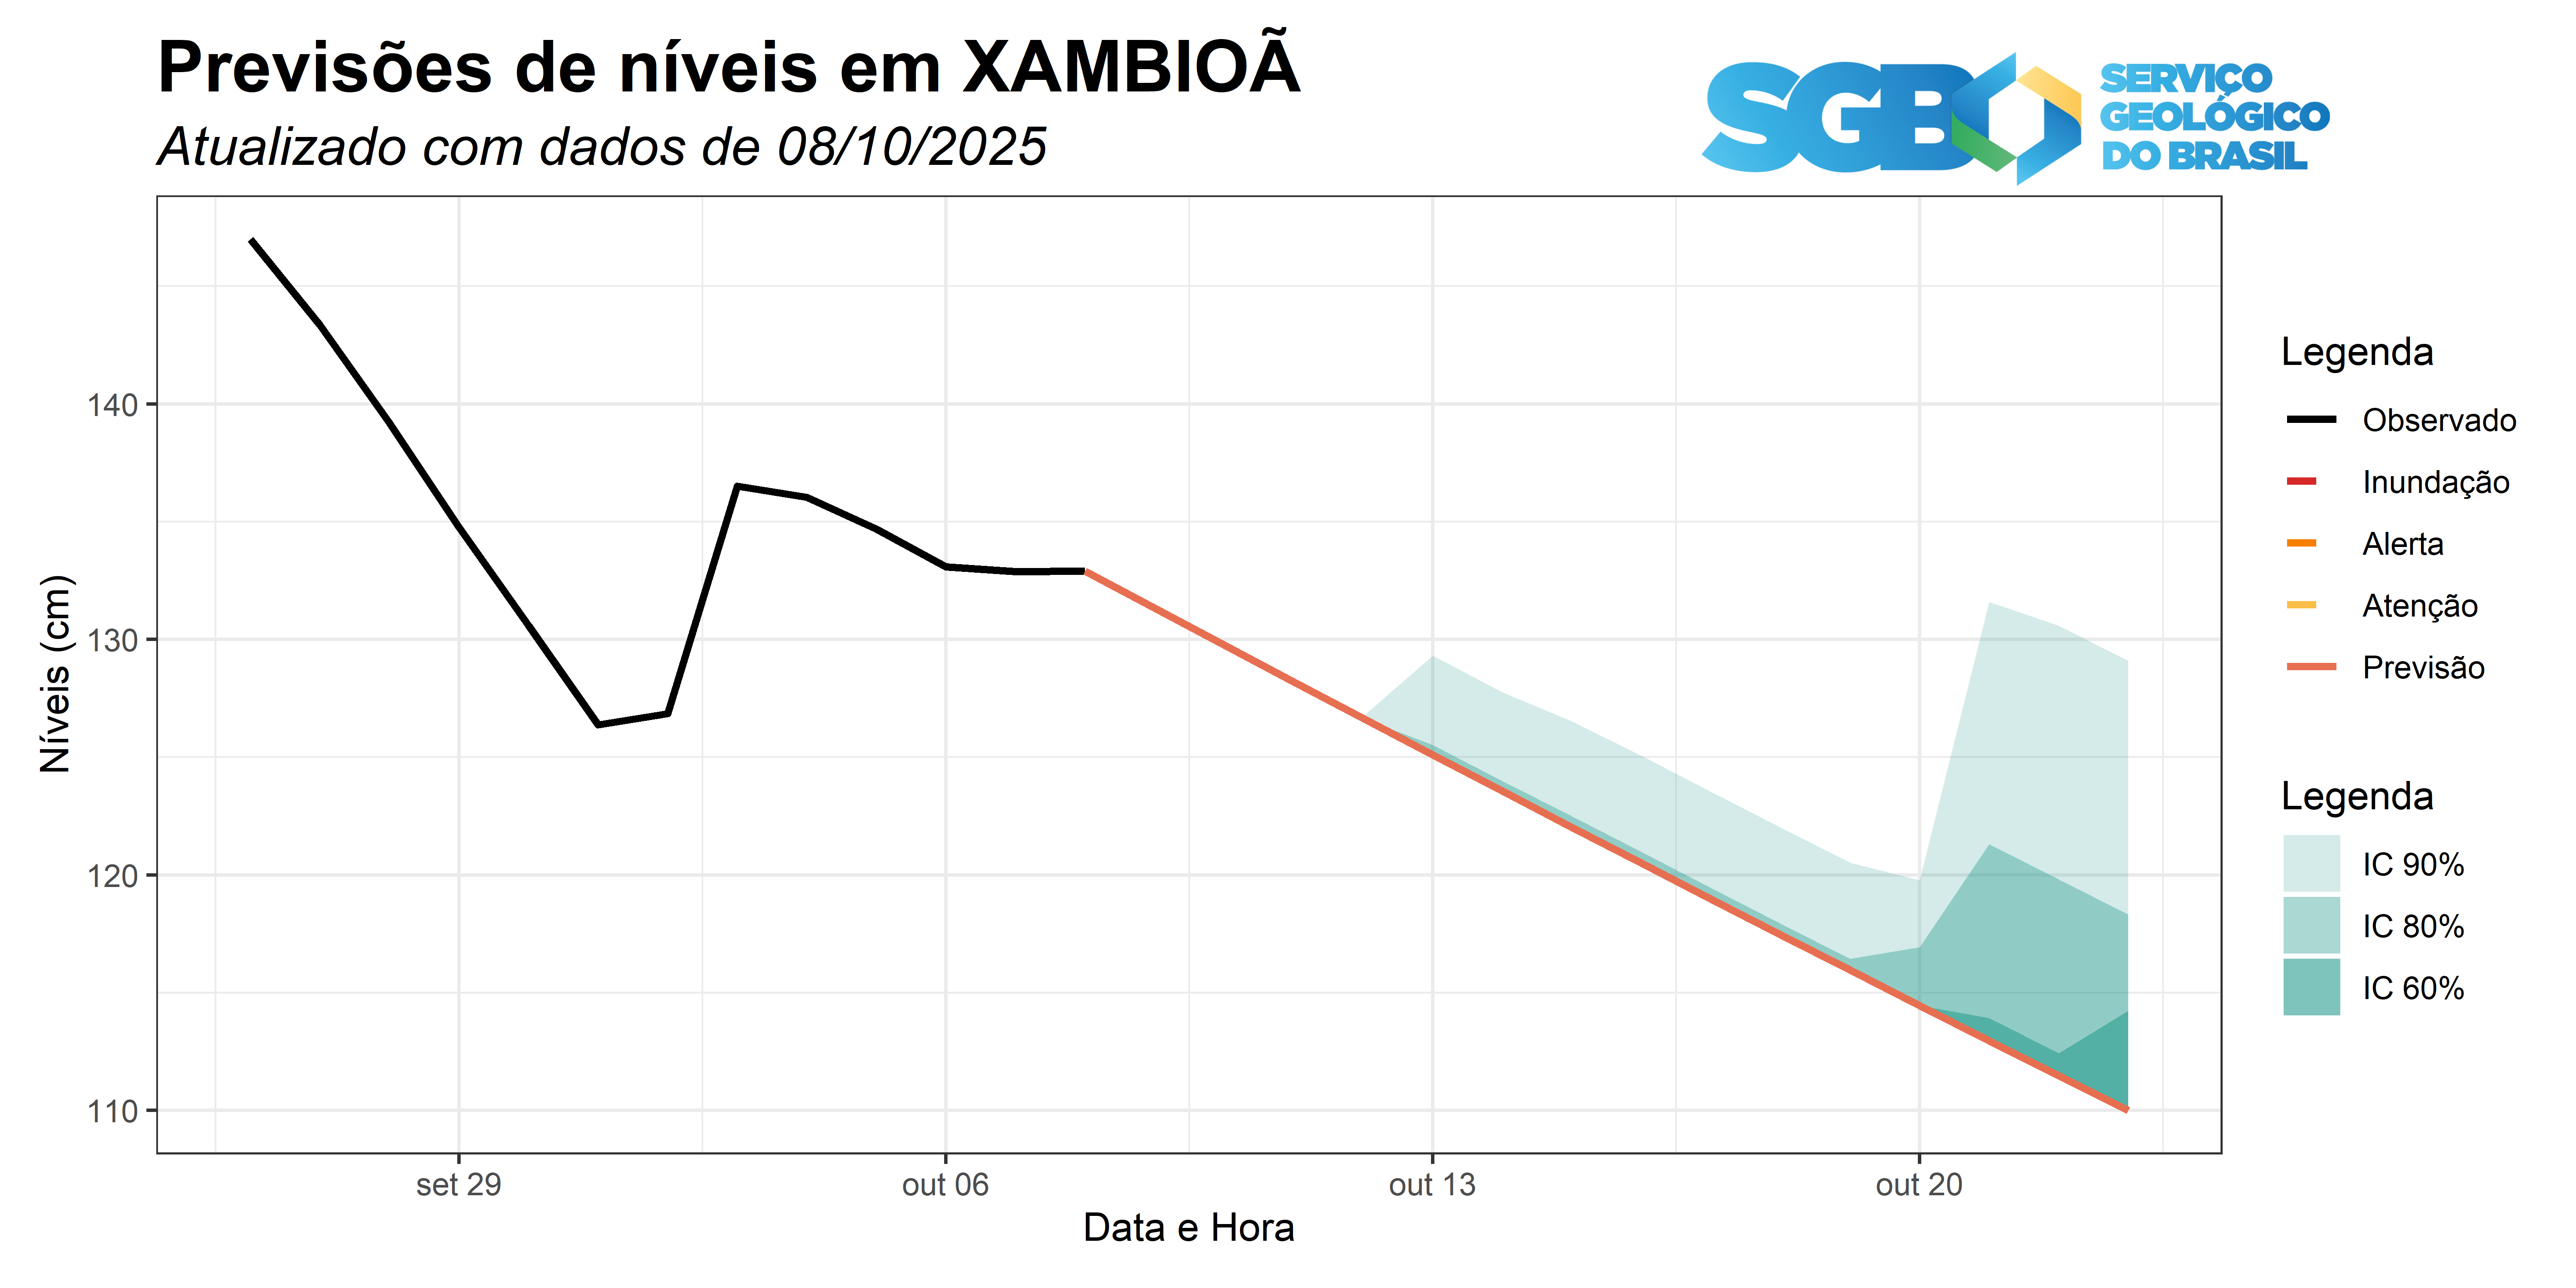 Previsões de níveis em XAMBIOÃ
Atualizado com dados de 08/10/2025
SGB
SERVIÇO
GEOLÓGICO
DO BRASIL
Níveis (cm)
140
130
120
110
set 29
out 06
out 13
out 20
Data e Hora
Legenda
Observado
Inundação
Alerta
Atenção
Previsão
Legenda
IC 90%
IC 80%
IC 60%